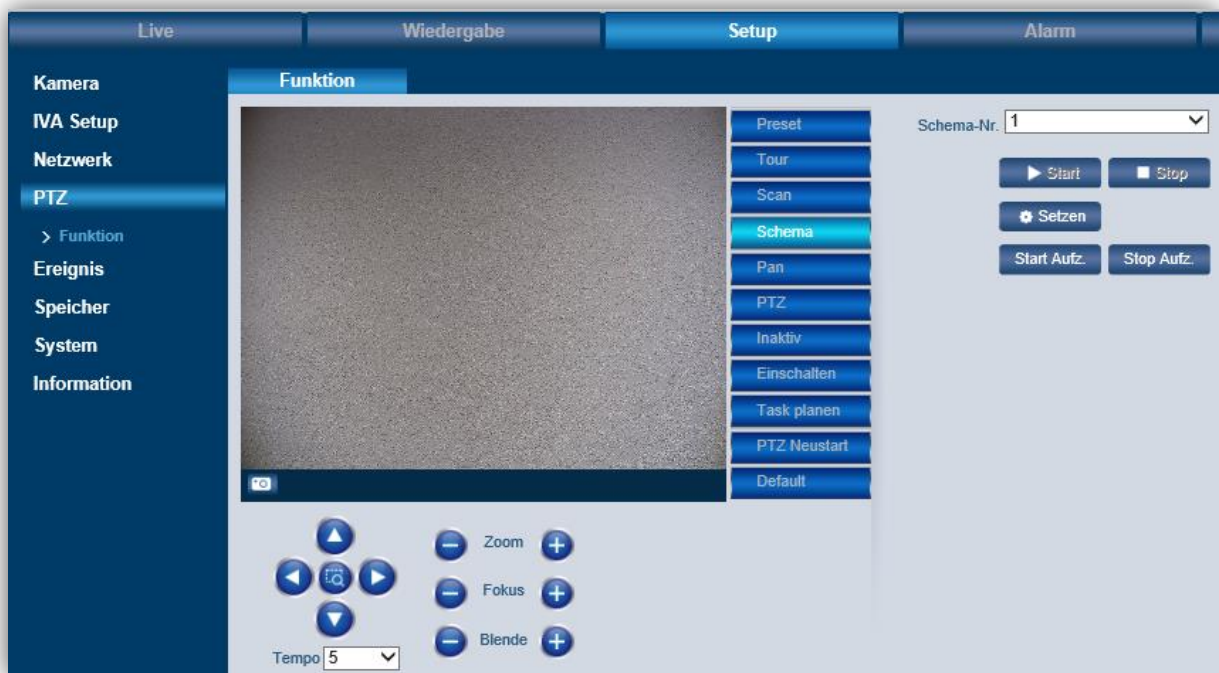 Live
Wiedergabe
Setup
Alarm
Kamera
IVA Setup
Netzwerk
PTZ
Funktion
Ereignis
Speicher
System
Information
Funktion
Preset
Tour
Scan
Schema
Pan
PTZ
Inaktiv
Einschalten
Task planen
PTZ Neustart
Default
Schema-Nr. 1
Start
Stop
Setzen
Start Aufz.
Stop Aufz.
Zoom
Fokus
Blende
Tempo 5